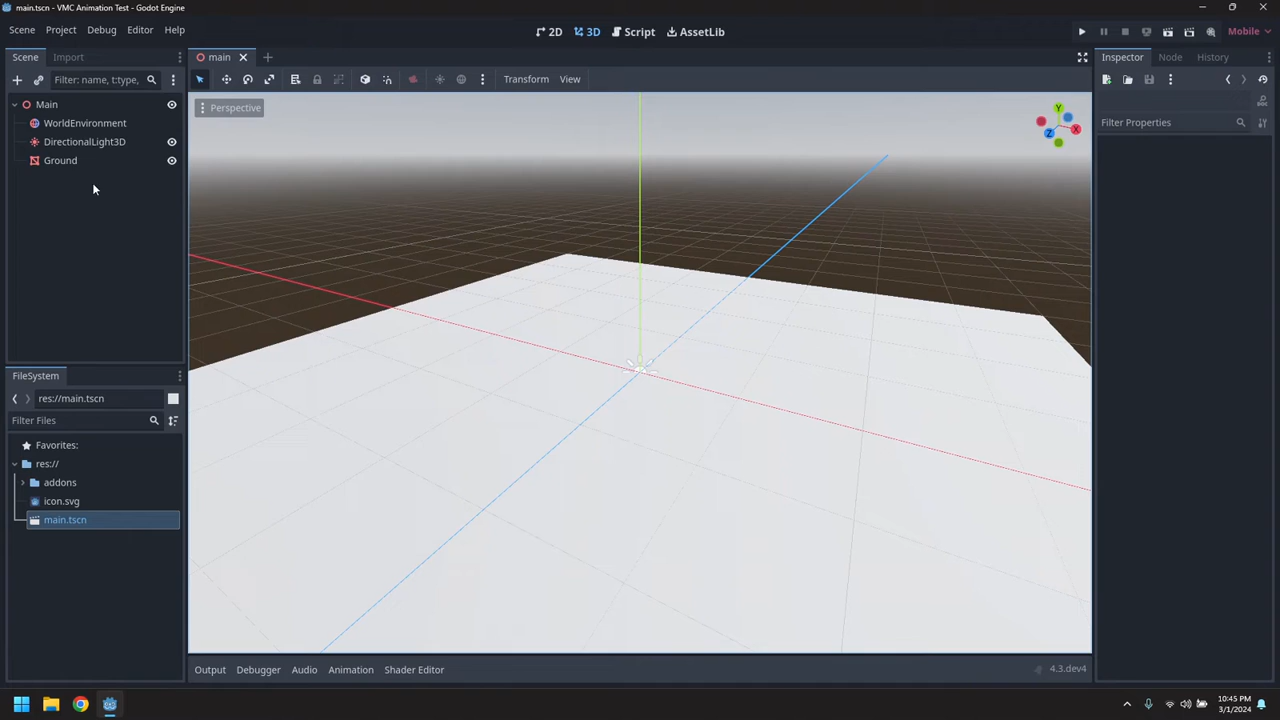 main.tscn - VMC Animation Test - Godot Engine
Scene Project Debug Editor Help
2D 3D Script AssetLib
Mobile
Scene Import
main
Inspector Node History
Filter: name, t:type,
Transform View
Main
WorldEnvironment
DirectionalLight3D
Ground
Perspective
Y
X
Z
Filter Properties
FileSystem
res://main.tscn
Filter Files
Favorites:
res://
addons
icon.svg
main.tscn
Output Debugger Audio Animation Shader Editor
4.3.dev4
10:45 PM
3/1/2024